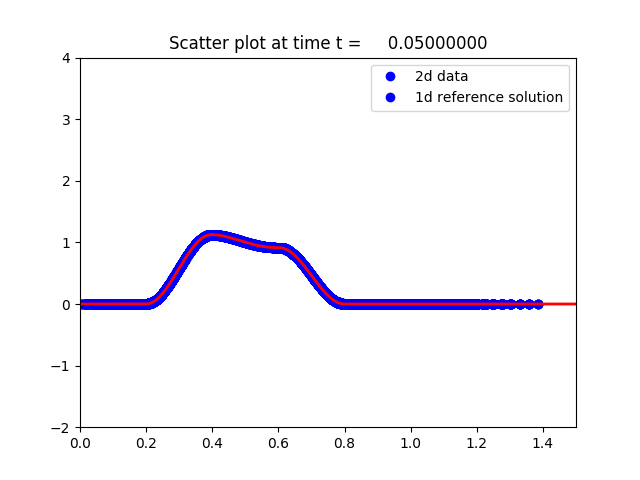 Scatter plot at time t = 0.05000000
2d data
1d reference solution
4
3
2
1
0
−1
−2
0.0 0.2 0.4 0.6 0.8 1.0 1.2 1.4